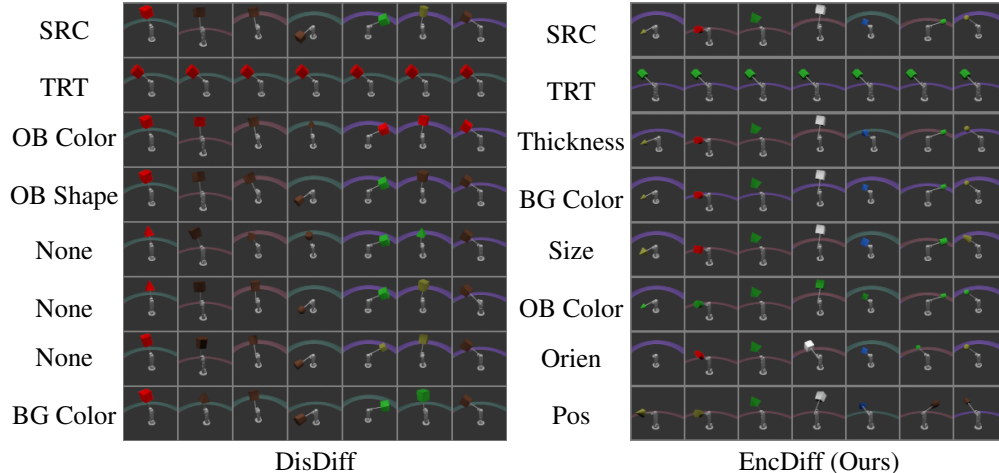 SRC
TRT
OB Color
OB Shape
None
None
None
BG Color
DisDiff
SRC
TRT
Thickness
BG Color
Size
OB Color
Orien
Pos
EncDiff (Ours)